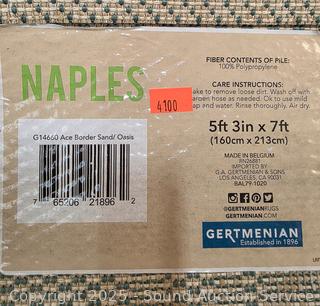 NAPLES
4100
G14660 Ace Border Sand/ Oasis
7 65206 21896 2
FIBER CONTENTS OF PILE:
100% Polypropylene
CARE INSTRUCTIONS:
to remove loose dirt. Wash off with
hose as needed. Ok to use mild
and water. Rinse thoroughly. Air dry.
5ft 3in x 7ft
(160cm x 213cm)
MADE IN BELGIUM
RN26881
IMPORTED BY
G.A. GERTMENIAN & SONS
LOS ANGELES, CA 90031
BAL79-1020
@GERTMENIANRUGS
GERTMENIAN.COM
GERTMENIAN
Established in 1896
Copyright 2025 - Sound Auction Service